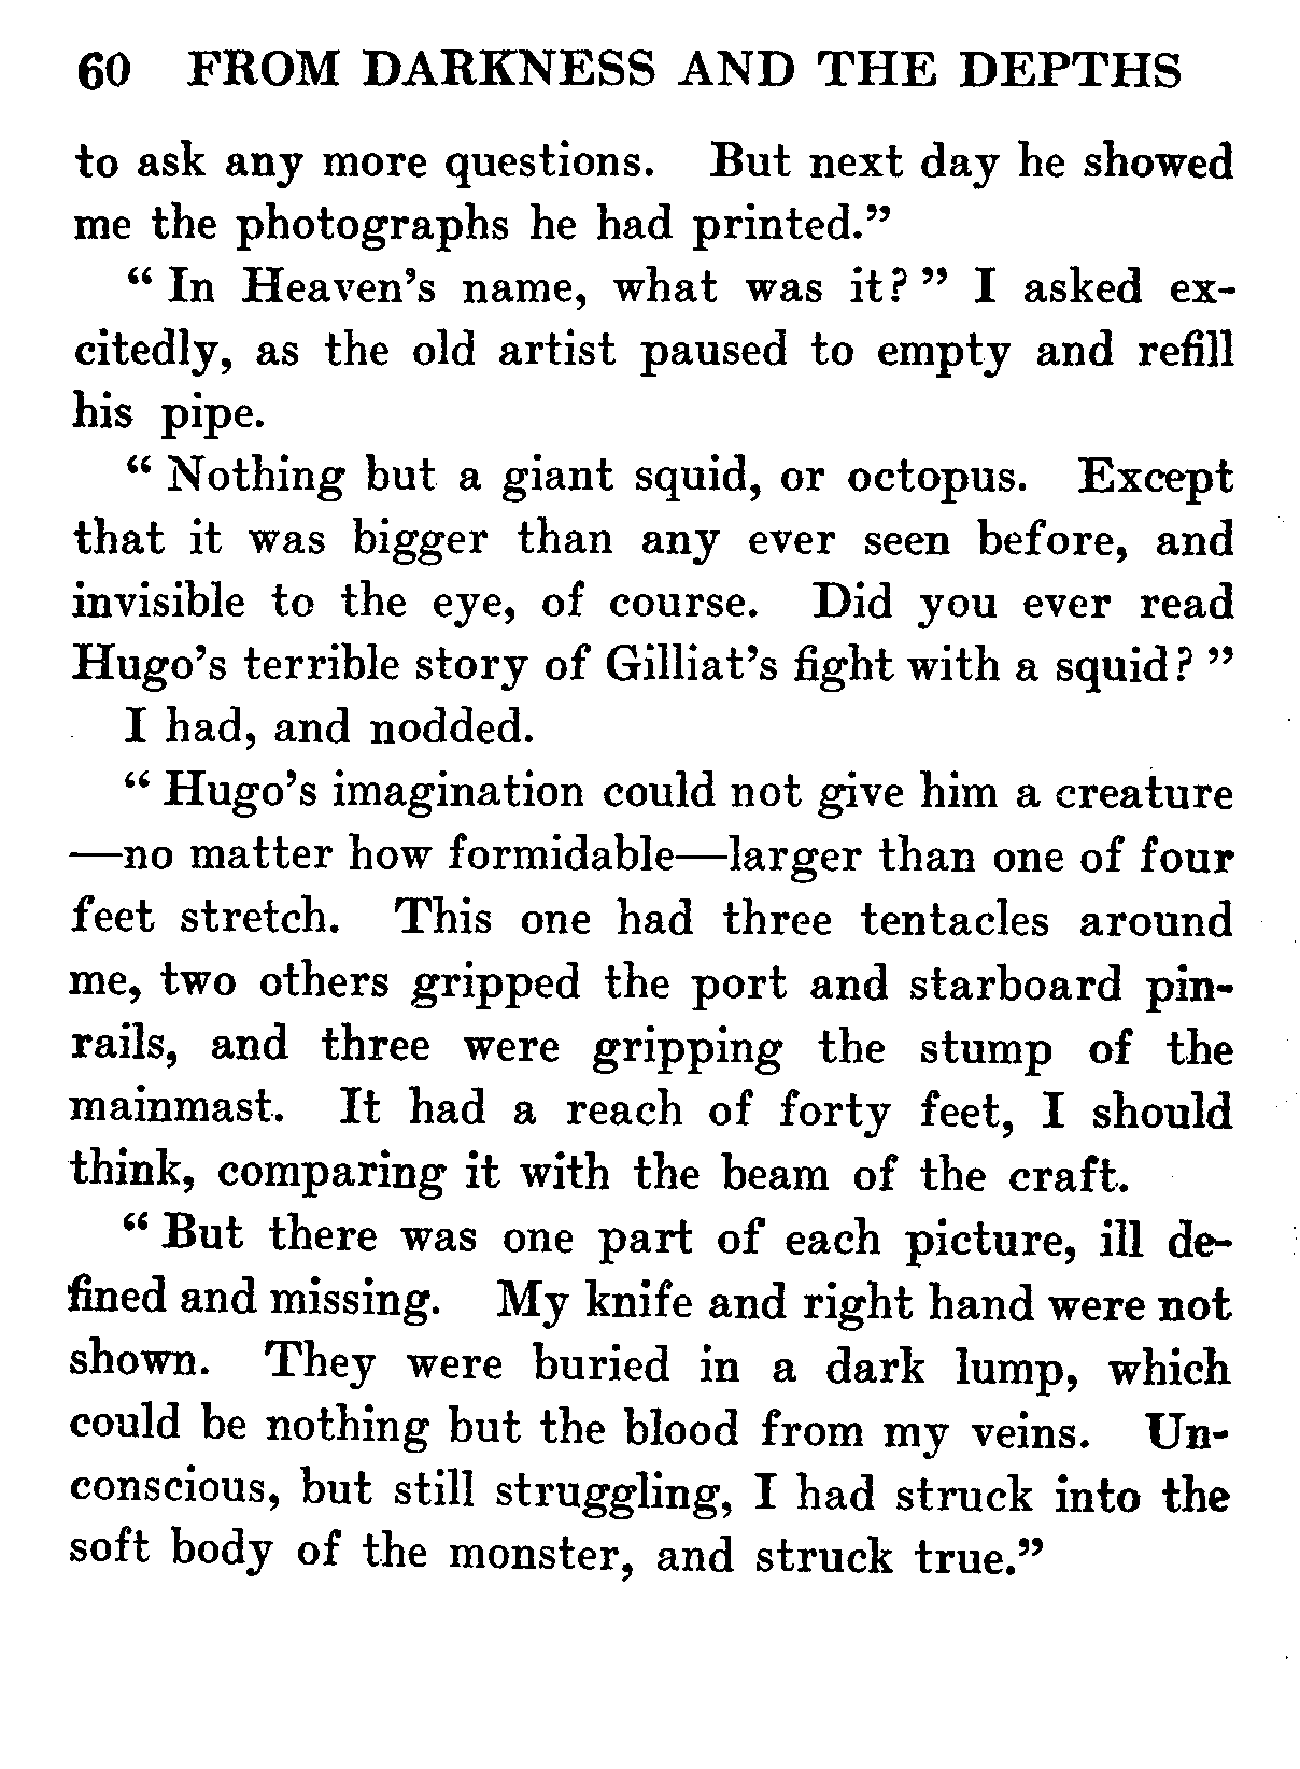 60 FROM DARKNESS AND THE DEPTHS
to ask any more questions. But next day he showed
me the photographs he had printed.”
“ In Heaven’s name, what was it? ” I asked ex-
citedly, as the old artist paused to empty and refill
his pipe.
“ Nothing but a giant squid, or octopus. Except
that it was bigger than any ever seen before, and
invisible to the eye, of course. Did you ever read
Hugo’s terrible story of Gilliat’s fight with a squid? ”
I had, and nodded.
“ Hugo’s imagination could not give him a creature
—no matter how formidable—larger than one of four
feet stretch. This one had three tentacles around
me, two others gripped the port and starboard pin-
rails, and three were gripping the stump of the
mainmast. It had a reach of forty feet, I should
think, comparing it with the beam of the craft.
“ But there was one part of each picture, ill de-
fined and missing. My knife and right hand were not
shown. They were buried in a dark lump, which
could be nothing but the blood from my veins. Un-
conscious, but still struggling, I had struck into the
soft body of the monster, and struck true.”